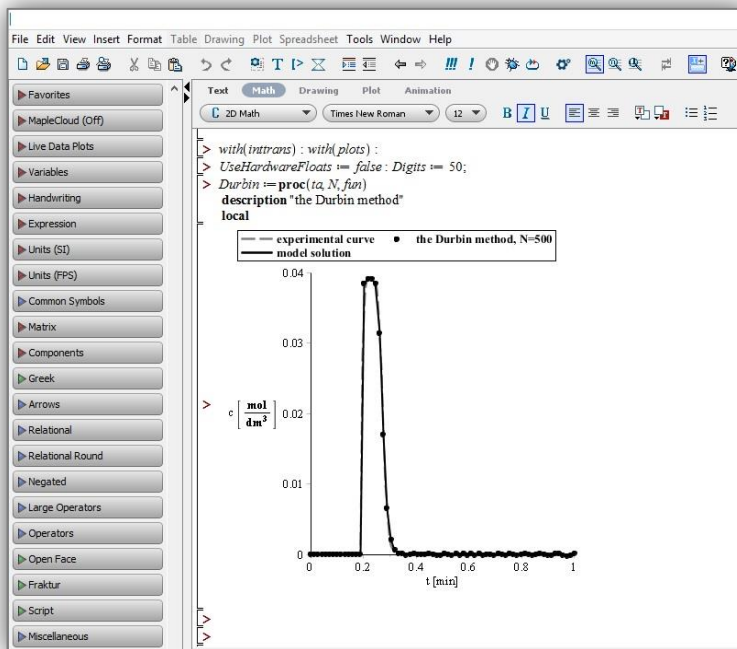 File Edit View Insert Format Table Drawing Plot Spreadsheet Tools Window Help
Text Math Drawing Plot Animation
C 2D Math Times New Roman 12 B I U
Favorites
MapleCloud (Off)
Live Data Plots
Variables
Handwriting
Expression
Units (SI)
Units (FPS)
Common Symbols
Matrix
Components
Greek
Arrows
Relational
Relational Round
Negated
Large Operators
Operators
Open Face
Fraktur
Script
Miscellaneous
> with(inttrans) : with(plots) :
> UseHardwareFloats := false : Digits := 50;
> Durbin := proc(ta, N, fun)
description "the Durbin method"
local
experimental curve the Durbin method, N=500
model solution
0.04
0.03
> c [mol/dm³] 0.02
0.01
0
0 0.2 0.4 0.6 0.8 1
t [min]
>
>